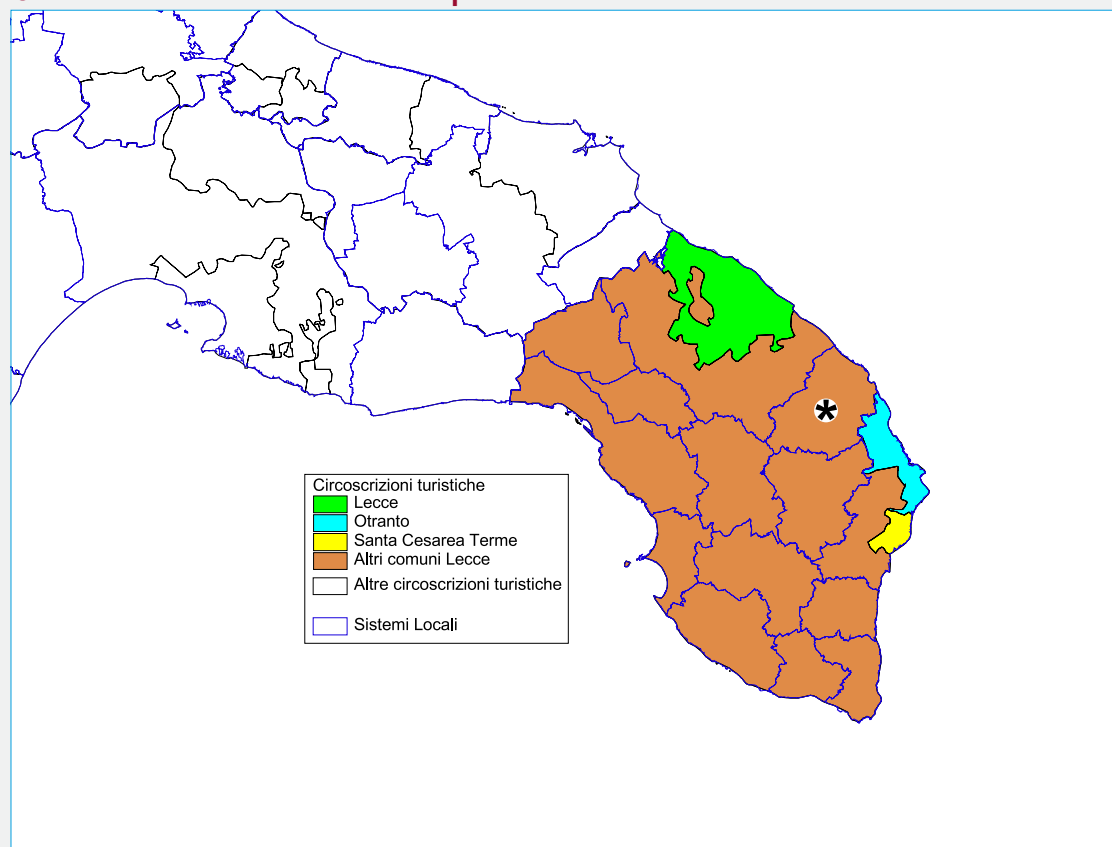 Circoscrizioni turistiche
Lecce
Otranto
Santa Cesarea Terme
Altri comuni Lecce
Altre circoscrizioni turistiche
Sistemi Locali
*